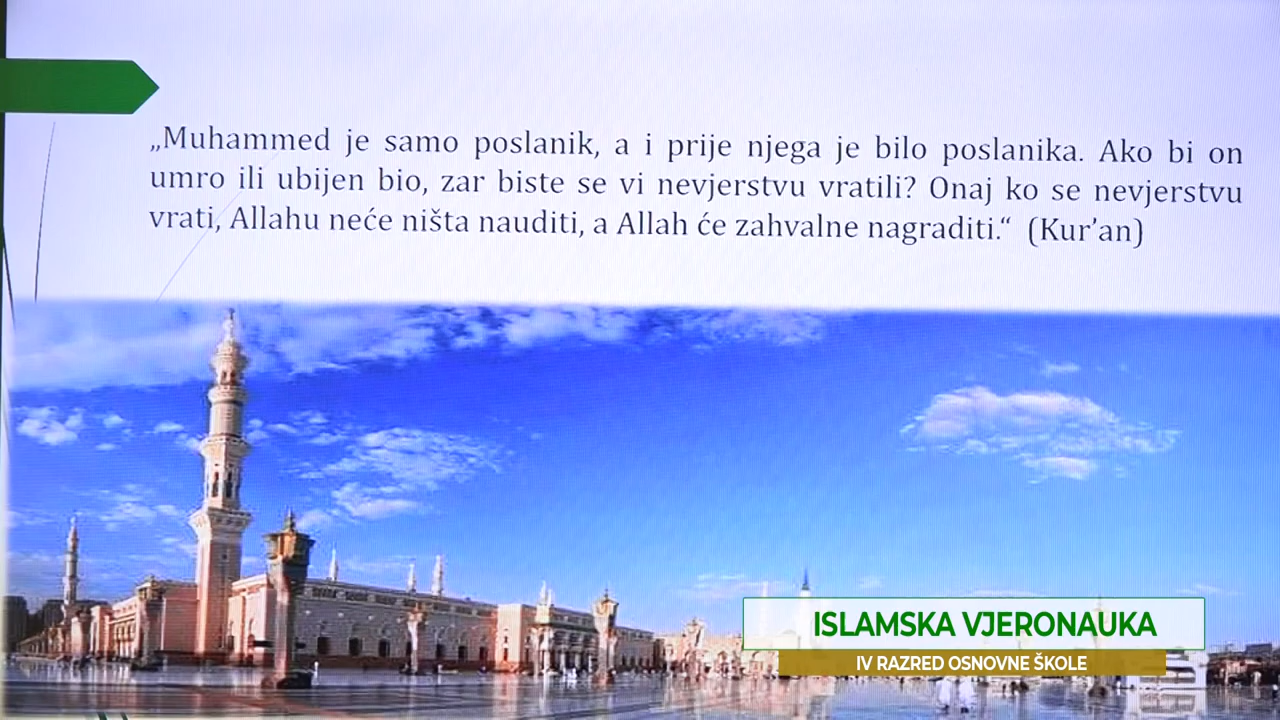 „Muhammed je samo poslanik, a i prije njega je bilo poslanika. Ako bi on
umro ili ubijen bio, zar biste se vi nevjerstvu vratili? Onaj ko se nevjerstvu
vrati, Allahu neće ništa nauditi, a Allah će zahvalne nagraditi.“ (Kur’an)
ISLAMSKA VJERONAUKA
IV RAZRED OSNOVNE ŠKOLE